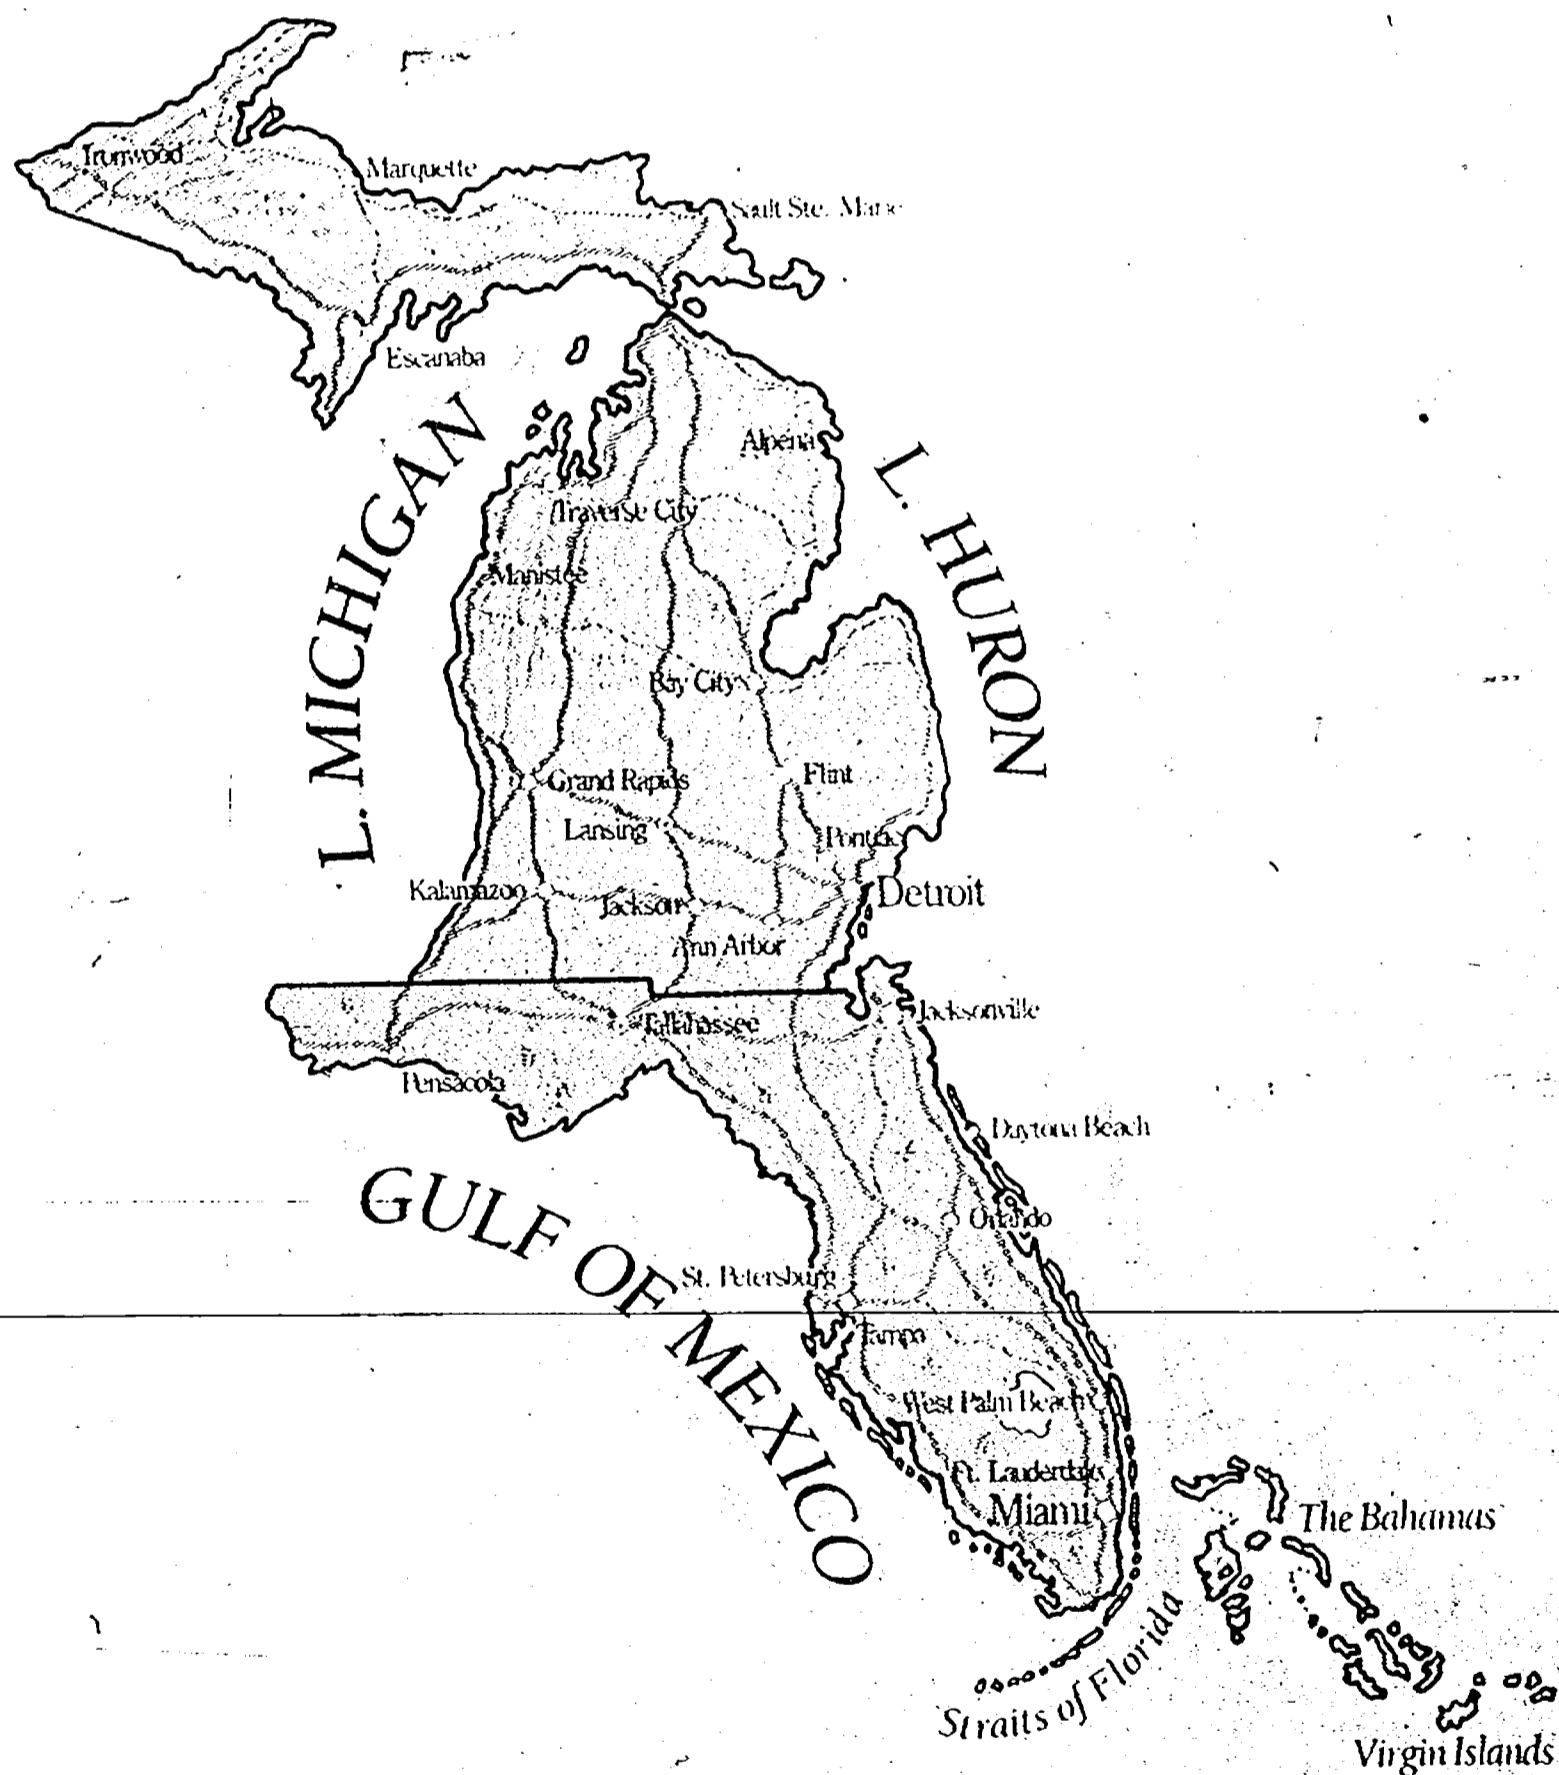 Ironwood
Marquette
Sault Ste. Marie
Escanaba
L. MICHIGAN
Alpena
L. HURON
Traverse City
Manistee
Bay City
Grand Rapids
Flint
Lansing
Pontiac
Kalamazoo
Jackson
Detroit
Ann Arbor
Jacksonville
Tallahassee
Pensacola
Daytona Beach
GULF OF MEXICO
Orlando
St. Petersburg
Tampa
West Palm Beach
Ft. Lauderdale
Miami
The Bahamas
Straits of Florida
Virgin Islands